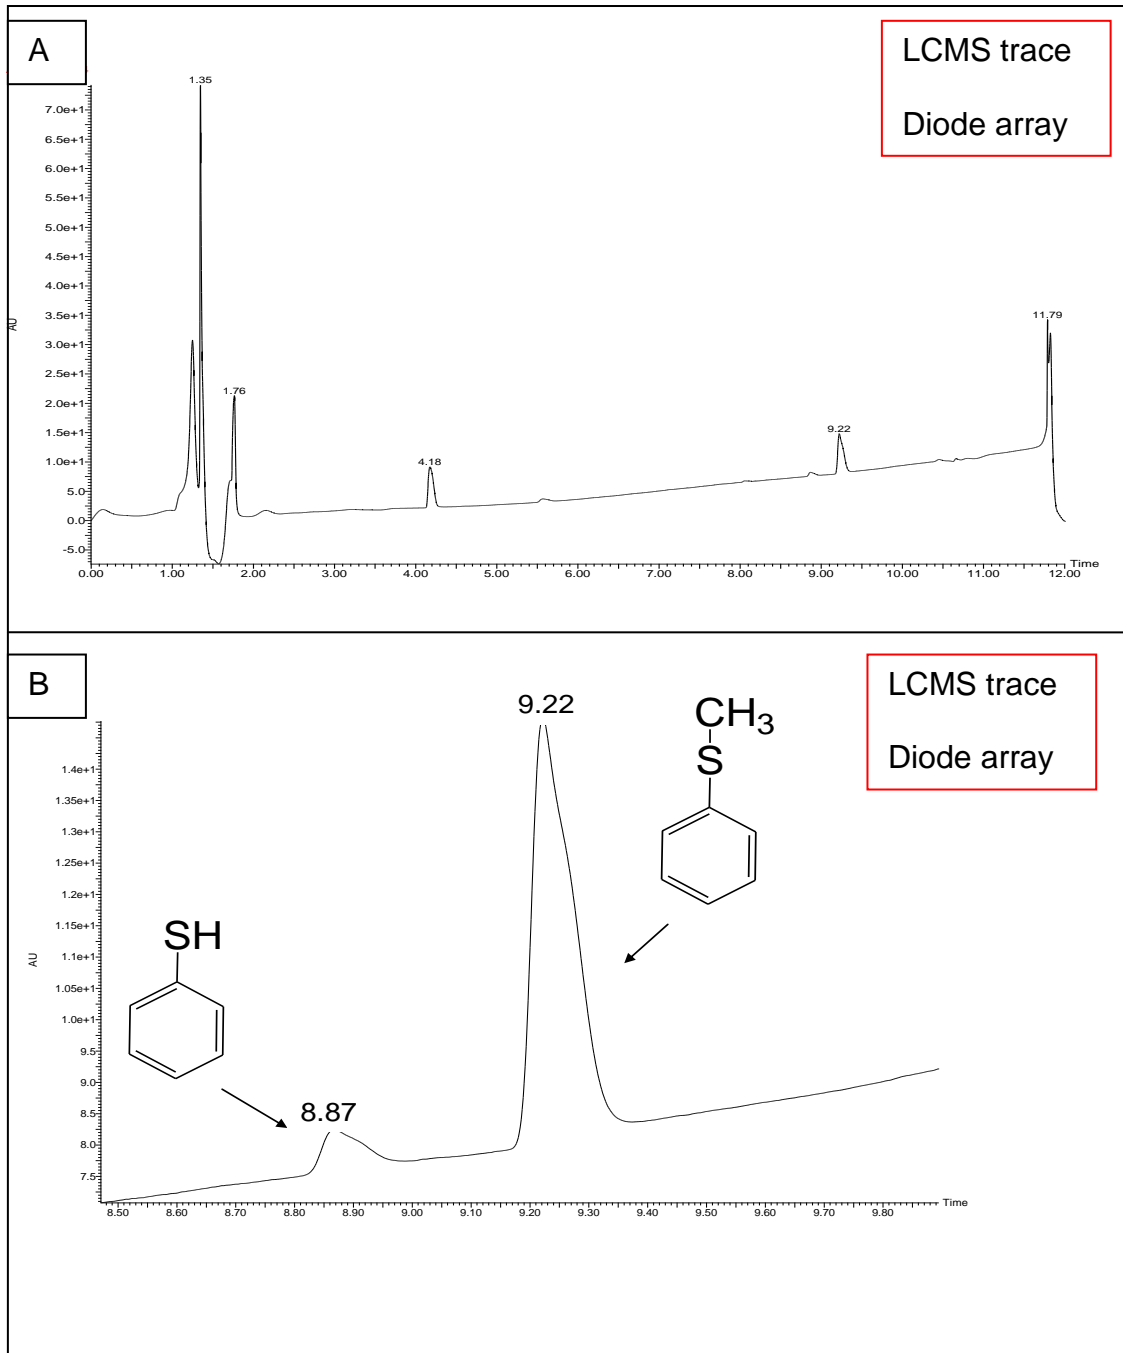 A
LCMS trace
Diode array
1.35
7.0e+1
6.5e+1
6.0e+1
5.5e+1
5.0e+1
4.5e+1
4.0e+1
3.5e+1
3.0e+1
2.5e+1
2.0e+1
1.5e+1
1.0e+1
5.0
0.0
-5.0
AU
1.76
4.18
9.22
11.79
Time
0.00 1.00 2.00 3.00 4.00 5.00 6.00 7.00 8.00 9.00 10.00 11.00 12.00
B
LCMS trace
Diode array
9.22
CH3
S
SH
8.87
1.4e+1
1.35e+1
1.3e+1
1.25e+1
1.2e+1
1.15e+1
1.1e+1
1.05e+1
1.0e+1
9.5
9.0
8.5
8.0
7.5
AU
Time
8.50 8.60 8.70 8.80 8.90 9.00 9.10 9.20 9.30 9.40 9.50 9.60 9.70 9.80